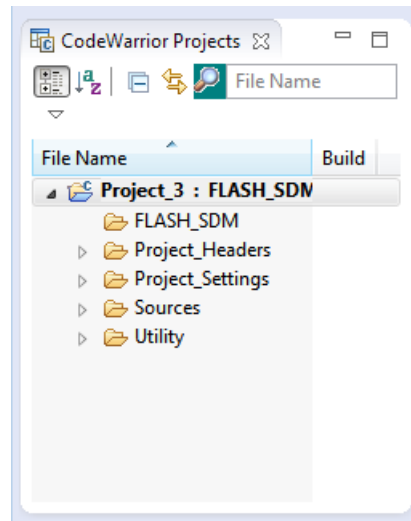 CodeWarrior Projects
File Name
File Name Build
Project_3 : FLASH_SDM
FLASH_SDM
Project_Headers
Project_Settings
Sources
Utility